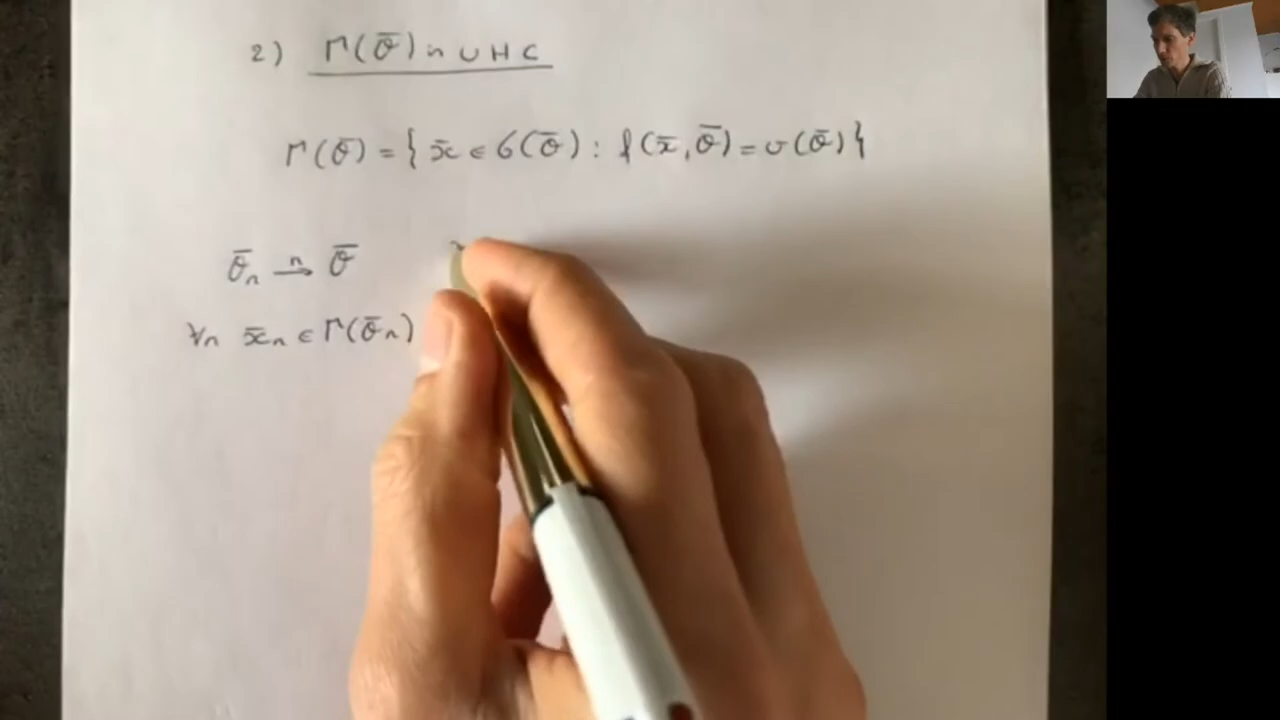 2) Γ(θ̄) is UHC
Γ(θ̄) = { x̄ ∈ G(θ̄) : f(x̄, θ̄) = v(θ̄) }
θ̄ₙ →ⁿ θ̄
∀n x̄ₙ ∈ Γ(θ̄ₙ)